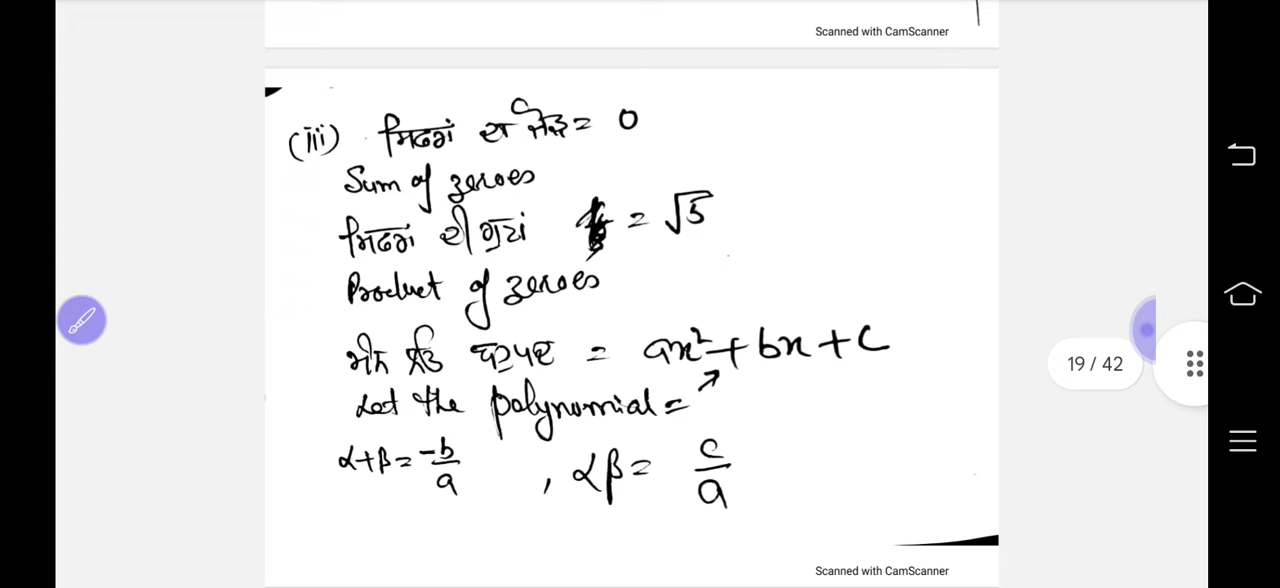 Scanned with CamScanner
(iii) ਸਿਫਰਾਂ ਦਾ ਜੋੜ = 0
Sum of zeroes
ਸਿਫਰਾਂ ਦੀ ਗੁਣਾਂ = √5
Product of zeroes
ਮੰਨ ਲਓ ਬਹੁਪਦ = ax²+bx+c
Let the polynomial =
α+β = -b/a , αβ = c/a
19 / 42
Scanned with CamScanner